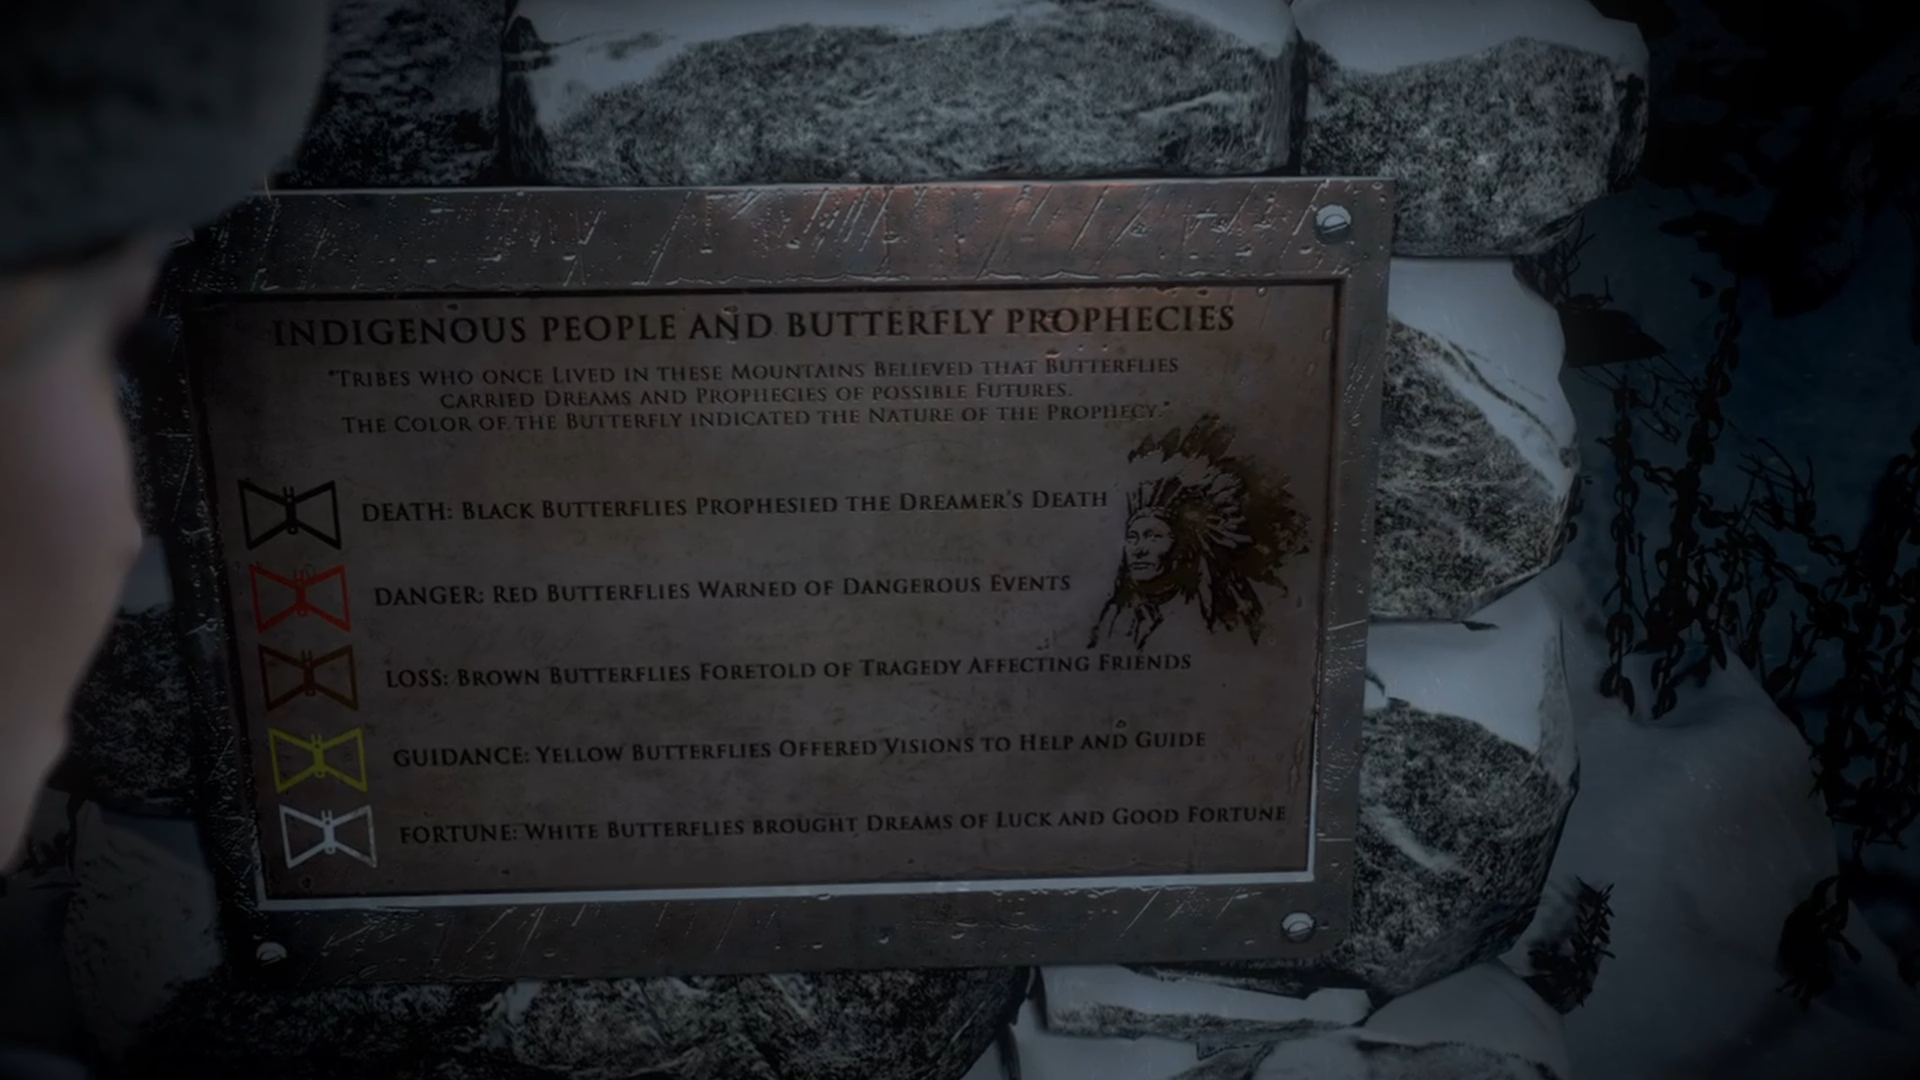 INDIGENOUS PEOPLE AND BUTTERFLY PROPHECIES
"TRIBES WHO ONCE LIVED IN THESE MOUNTAINS BELIEVED THAT BUTTERFLIES
CARRIED DREAMS AND PROPHECIES OF POSSIBLE FUTURES.
THE COLOR OF THE BUTTERFLY INDICATED THE NATURE OF THE PROPHECY."
DEATH: BLACK BUTTERFLIES PROPHESIED THE DREAMER'S DEATH
DANGER: RED BUTTERFLIES WARNED OF DANGEROUS EVENTS
LOSS: BROWN BUTTERFLIES FORETOLD OF TRAGEDY AFFECTING FRIENDS
GUIDANCE: YELLOW BUTTERFLIES OFFERED VISIONS TO HELP AND GUIDE
FORTUNE: WHITE BUTTERFLIES BROUGHT DREAMS OF LUCK AND GOOD FORTUNE